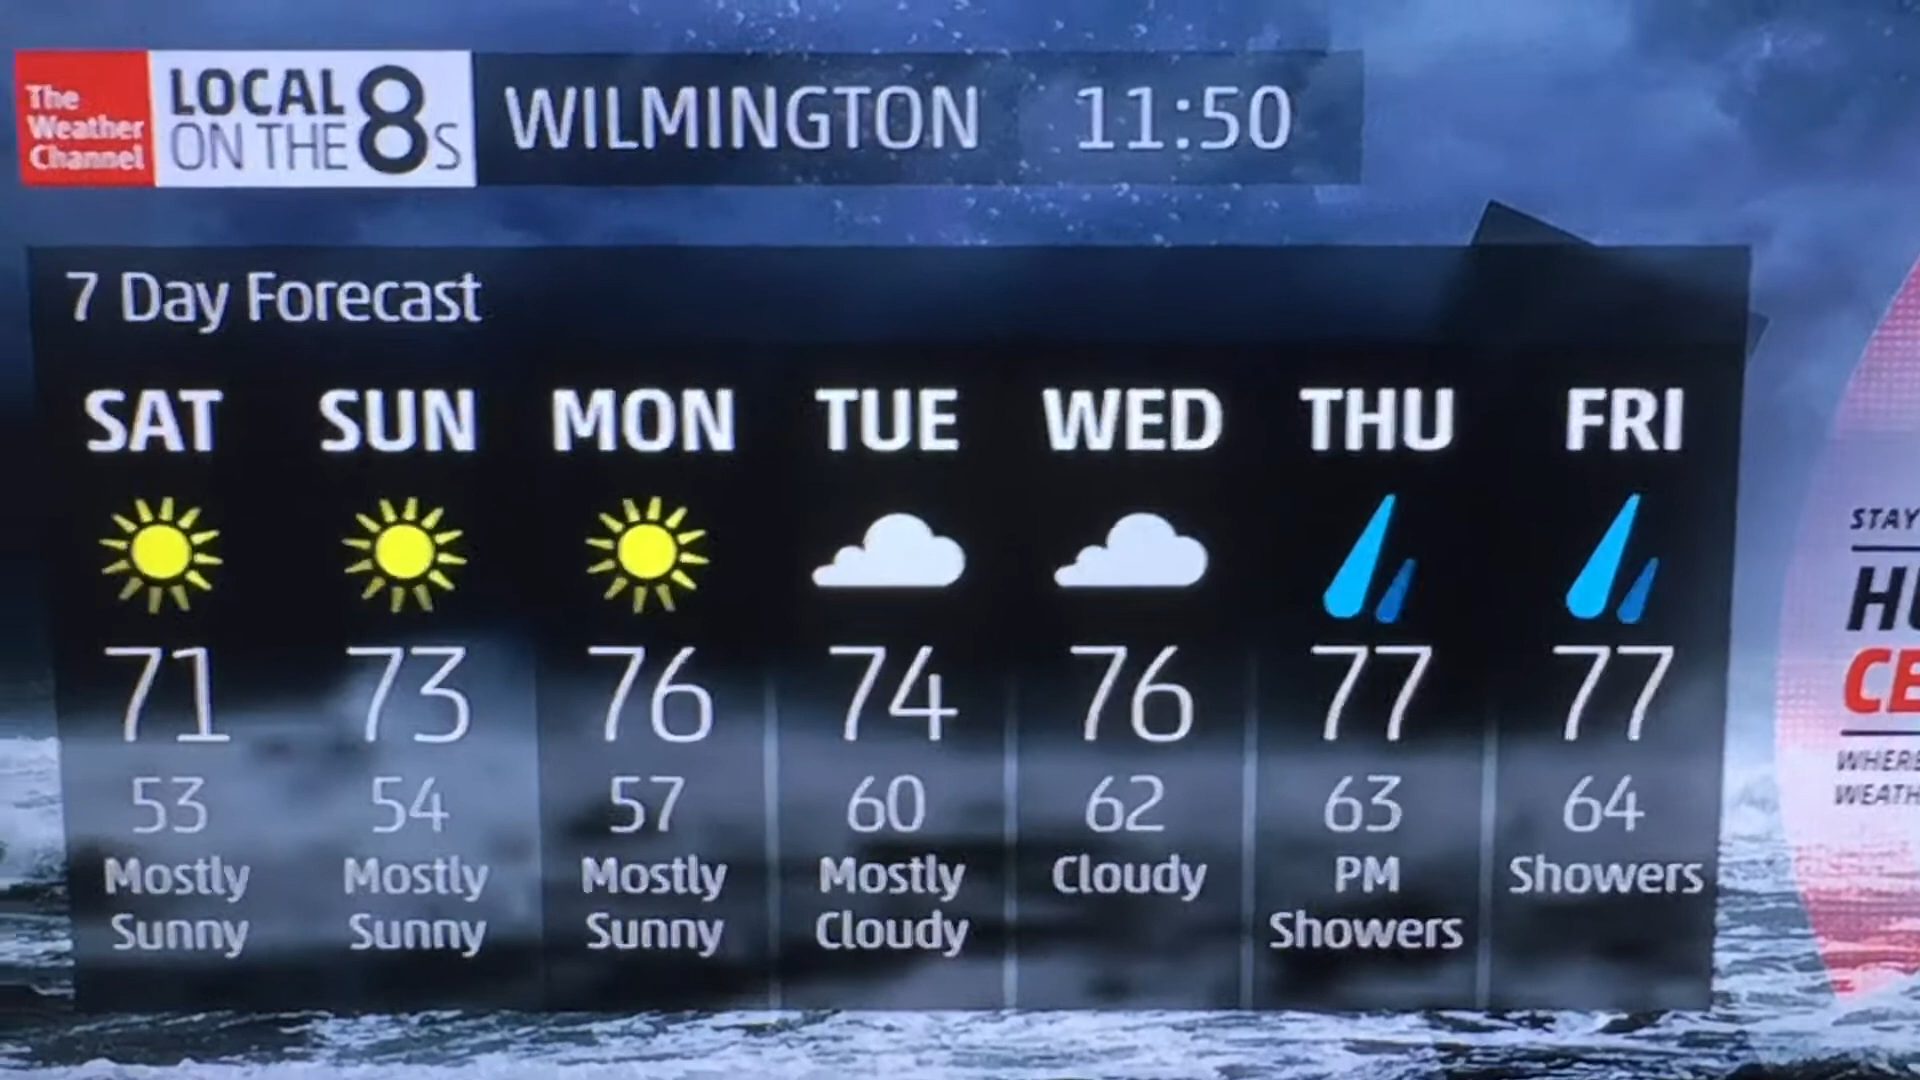 The
Weather
Channel
LOCAL
ON THE 8s
WILMINGTON 11:50
7 Day Forecast
SAT SUN MON TUE WED THU FRI
71 73 76 74 76 77 77
53 54 57 60 62 63 64
Mostly Mostly Mostly Mostly Cloudy PM Showers
Sunny Sunny Sunny Cloudy Showers
STAY